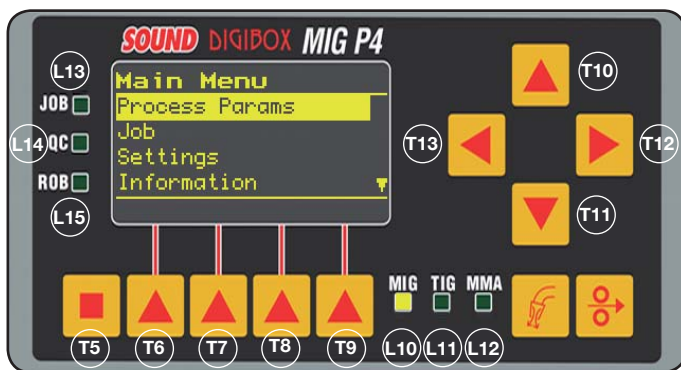 SOUND DIGIBOX MIG P4
L13
Main Menu
T10
JOB
Process Params
Job
L14
QC
T13
T12
Settings
ROB
Information
L15
T11
MIG TIG MMA
T5
T6
T7
T8
T9
L10
L11
L12